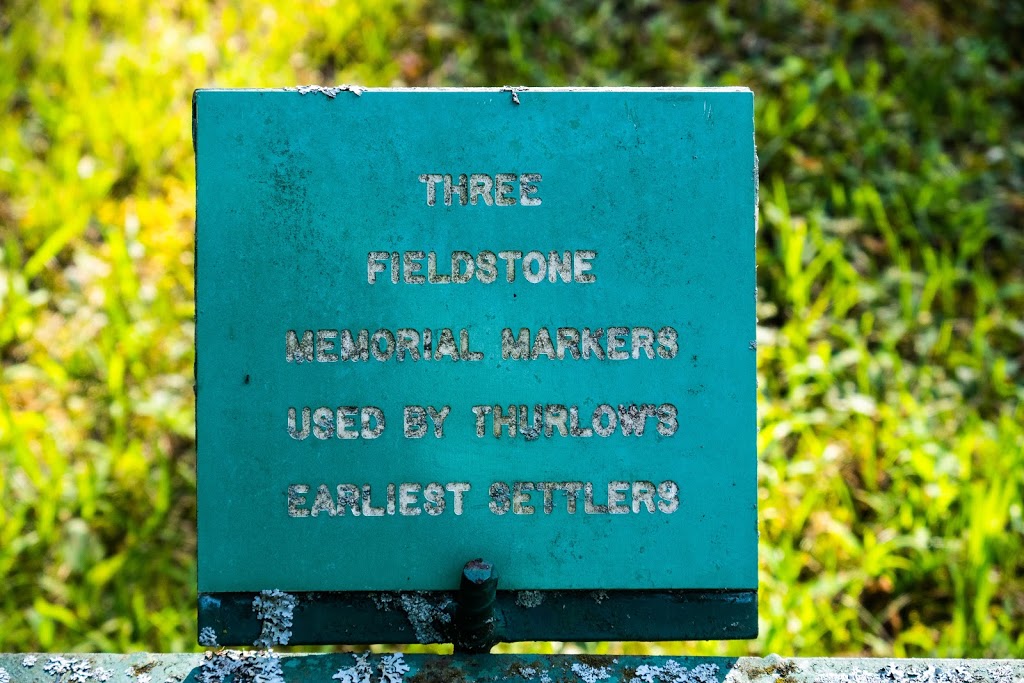 THREE
FIELDSTONE
MEMORIAL MARKERS
USED BY THURLOW'S
EARLIEST SETTLERS